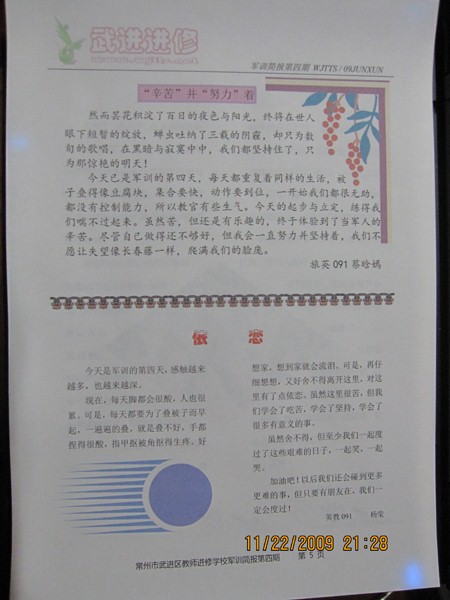 武进进修
军训简报第四期 WJTTS / 09JUNXUN
“辛苦”并“努力”着
然而昙花积淀了百日的夜色与阳光，终将在世人
眼下短暂的绽放，蝉虫吐纳了三载的阴霾，却只为数
旬的歌唱，在黑暗与寂寞中中，我们都坚持住了，只
为那惊艳的明天！
今天已是军训的第四天，每天都重复着同样的生活，被
子叠得像豆腐块，集合要快，动作要到位，一开始我们都很无助，
都没有控制能力，所以教官有些生气。今天的起步与立定，练得我
们喘不过起来。虽然苦，但还是有乐趣的，终于体验到了当军人的
辛苦。尽管自己做得还不够好，但我会一直努力并坚持着，我们不
愿让失望像长春藤一样，爬满我们的脸庞。
旅英 091 蔡晗嫣
依 恋
今天是军训的第四天，感触越来
越多，也越来越深。
现在，每天脚都会很酸，人也很
累。可是，每天都要为了叠被子而早
起，一遍遍的叠，就是叠不好，手都
捏得很酸，指甲抠被角抠得生疼。好
想家，想到家就会流泪。可是，再仔
细想想，又好舍不得离开这里，对这
里有了点依恋。虽然这里很苦，但我
们学会了吃苦，学会了坚持，学会了
很多有意义的事。
虽然舍不得，但至少我们一起度
过了这些艰难的日子，一起笑，一起
哭。
加油吧！以后我们还会碰到更多
更难的事，但只要有朋友在，我们一
定会度过！
英教 091 杨荣
11/22/2009 21:28
常州市武进区教师进修学校军训简报第四期 第 5 页